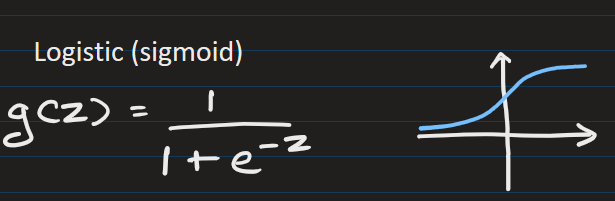 Logistic (sigmoid)
g(z) = 1 / 1 + e^-z